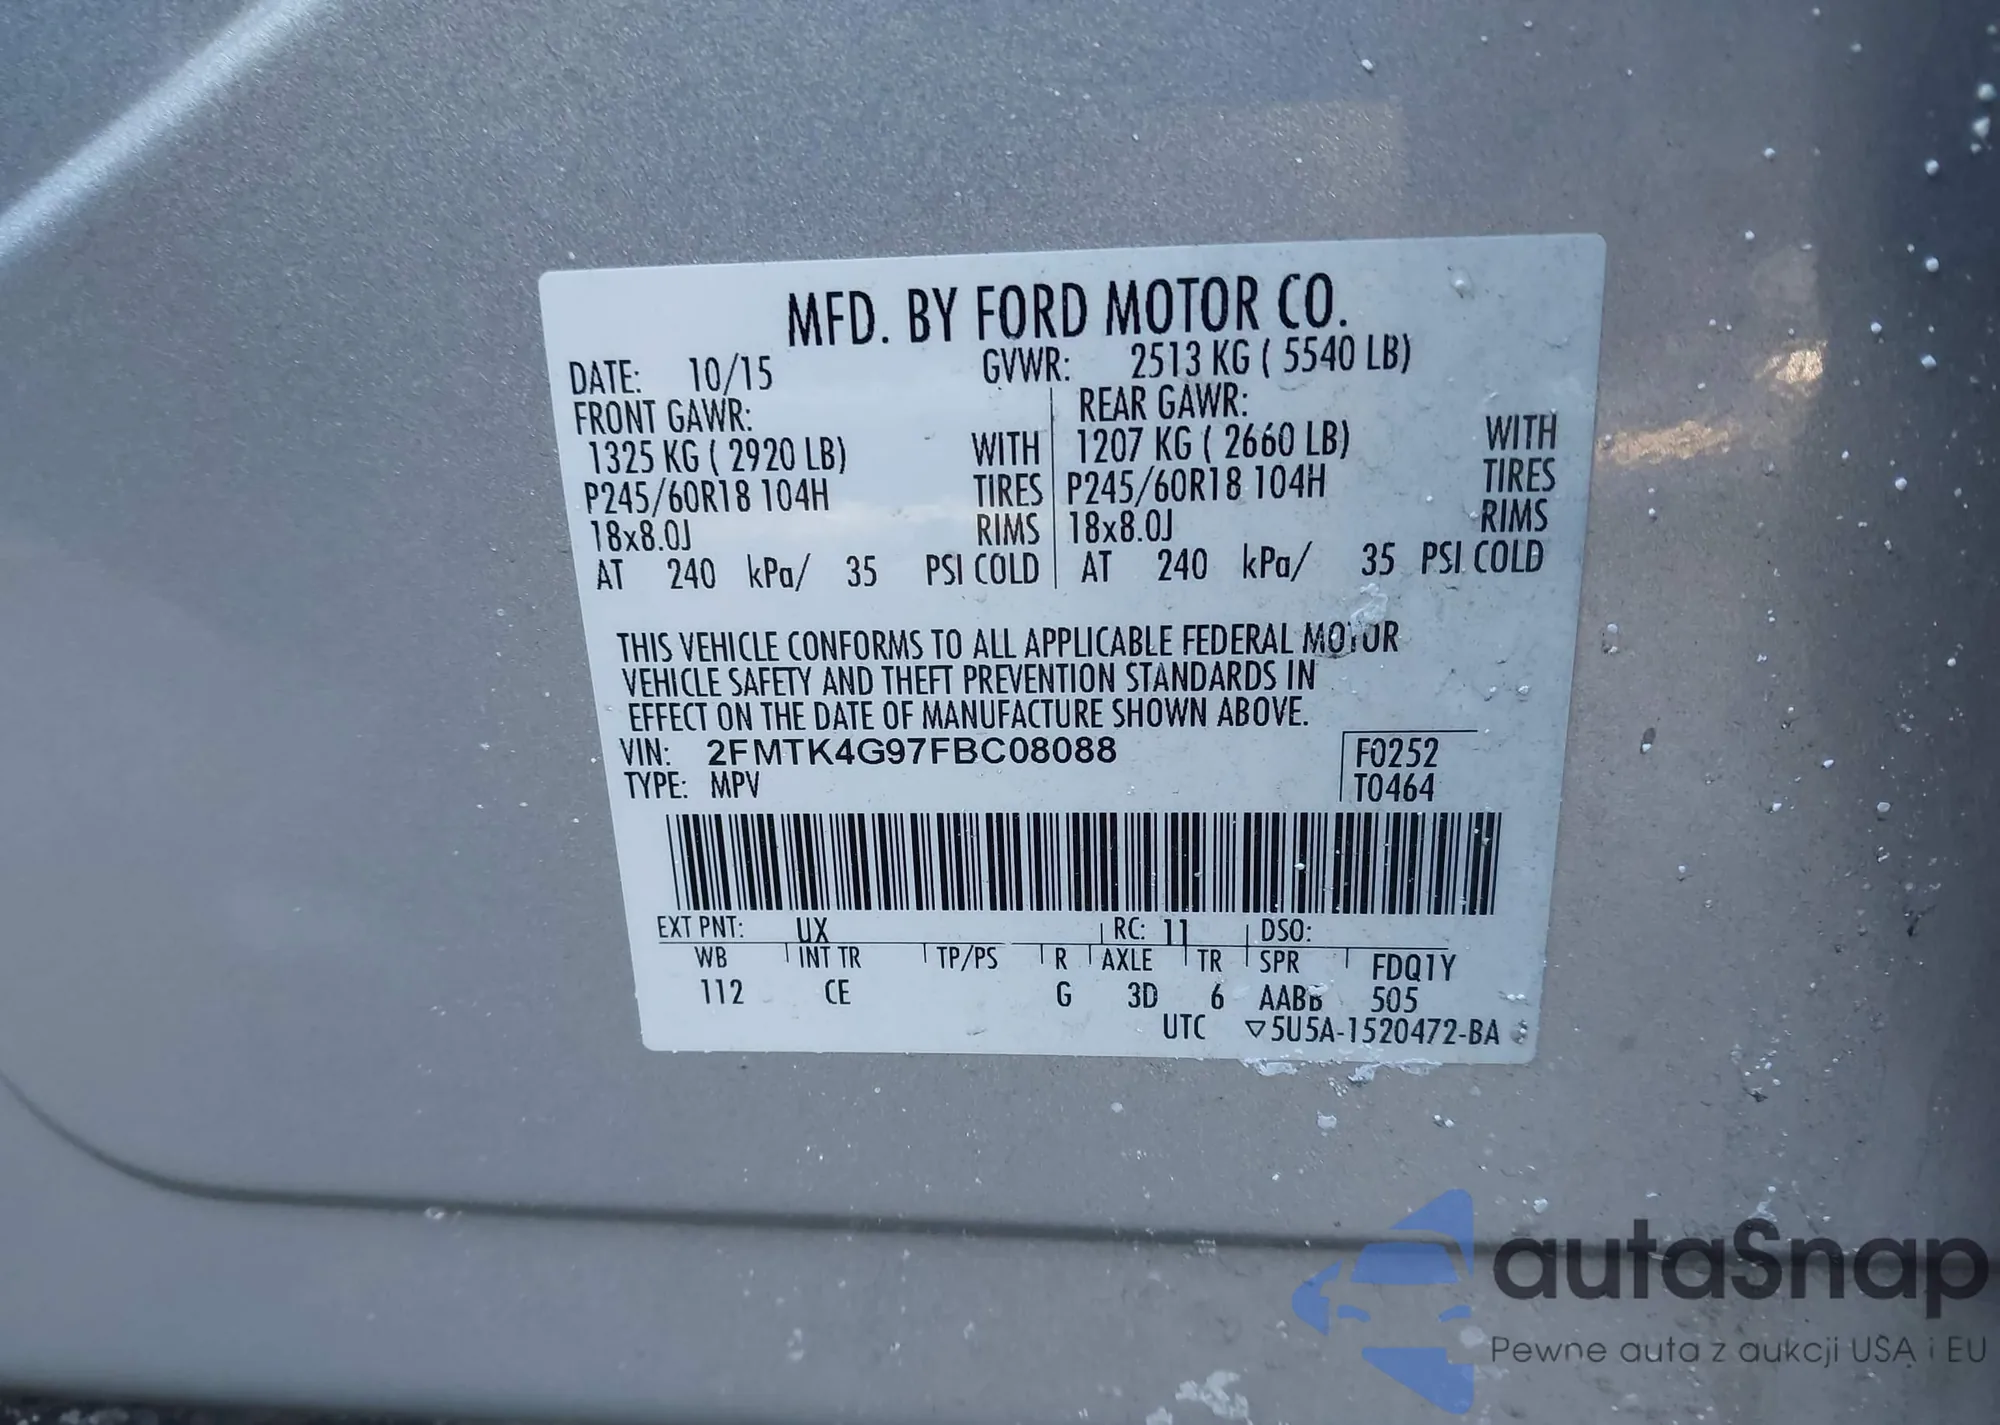 MFD. BY FORD MOTOR CO.
DATE: 10/15 GVWR: 2513 KG ( 5540 LB)
FRONT GAWR: REAR GAWR:
1325 KG ( 2920 LB) WITH 1207 KG ( 2660 LB) WITH
P245/60R18 104H TIRES P245/60R18 104H TIRES
18x8.0J RIMS 18x8.0J RIMS
AT 240 kPa/ 35 PSI COLD AT 240 kPa/ 35 PSI COLD
THIS VEHICLE CONFORMS TO ALL APPLICABLE FEDERAL MOTOR
VEHICLE SAFETY AND THEFT PREVENTION STANDARDS IN
EFFECT ON THE DATE OF MANUFACTURE SHOWN ABOVE.
VIN: 2FMTK4G97FBC08088 F0252
TYPE: MPV T0464
EXT PNT: UX RC: 11 DSO:
WB INT TR TP/PS R AXLE TR SPR FDQ1Y
112 CE G 3D 6 AABB 505
UTC ▽5U5A-1520472-BA
autaSnap
Pewne auta z aukcji USA i EU